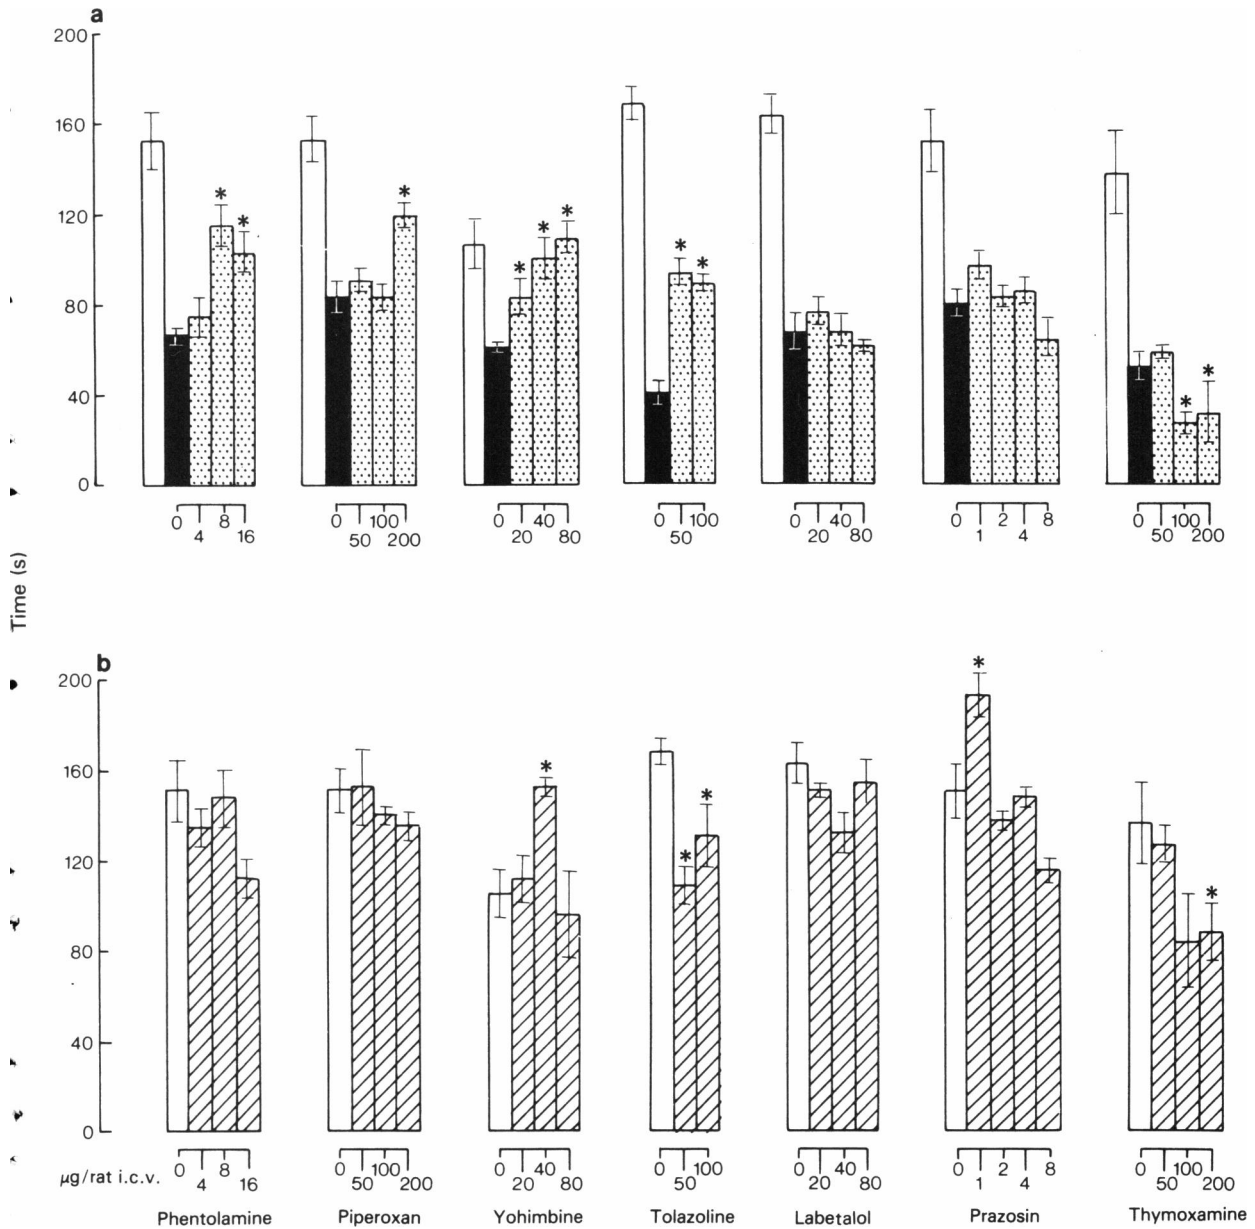 a
200
160
120
80
40
0
* * * * * * * * * * *
0 8 0 100 0 40 0 100 0 40 0 2 8 0 100
4 16 50 200 20 80 50 20 80 1 4 50 200
Time (s)
b
200
160
120
80
40
0
* * * * * *
0 8 0 100 0 40 0 100 0 40 0 2 8 0 100
µg/rat i.c.v. 4 16 50 200 20 80 50 20 80 1 4 50 200
Phentolamine Piperoxan Yohimbine Tolazoline Labetalol Prazosin Thymoxamine